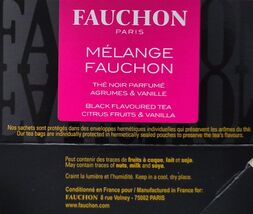 FAUCHON
PARIS
MÉLANGE
FAUCHON
THÉ NOIR PARFUMÉ
AGRUMES & VANILLE
BLACK FLAVOURED TEA
CITRUS FRUITS & VANILLA
Nos sachets sont protégés dans des enveloppes hermétiques individuelles qui préservent les arômes du thé.
Our tea bags are individually protected in hermetically sealed pouches to preserve the tea's flavours.
Peut contenir des traces de fruits à coque, lait et soja.
May contain traces of nuts, milk and soya.
Craint la lumière et l'humidité. Keep in a cool, dry place.
Conditionné en France pour / Manufactured in France for:
FAUCHON 8 rue Volney - 75002 PARIS
www.fauchon.com